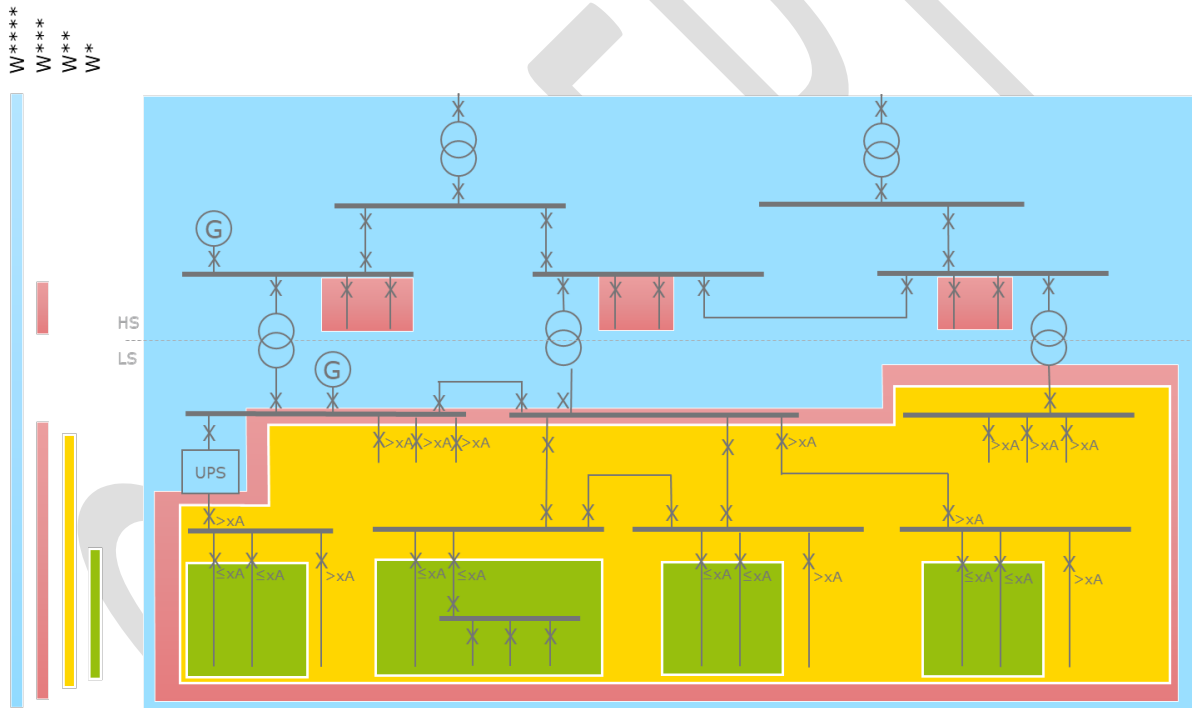 W****
W***
W**
W*
G
HS
LS
G
>xA >xA >xA >xA >xA >xA >xA
UPS
>xA >xA
≤xA ≤xA >xA ≤xA ≤xA ≤xA ≤xA >xA ≤xA ≤xA >xA